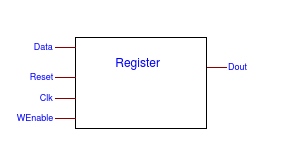 Data
Register
Dout
Reset
Clk
WEnable